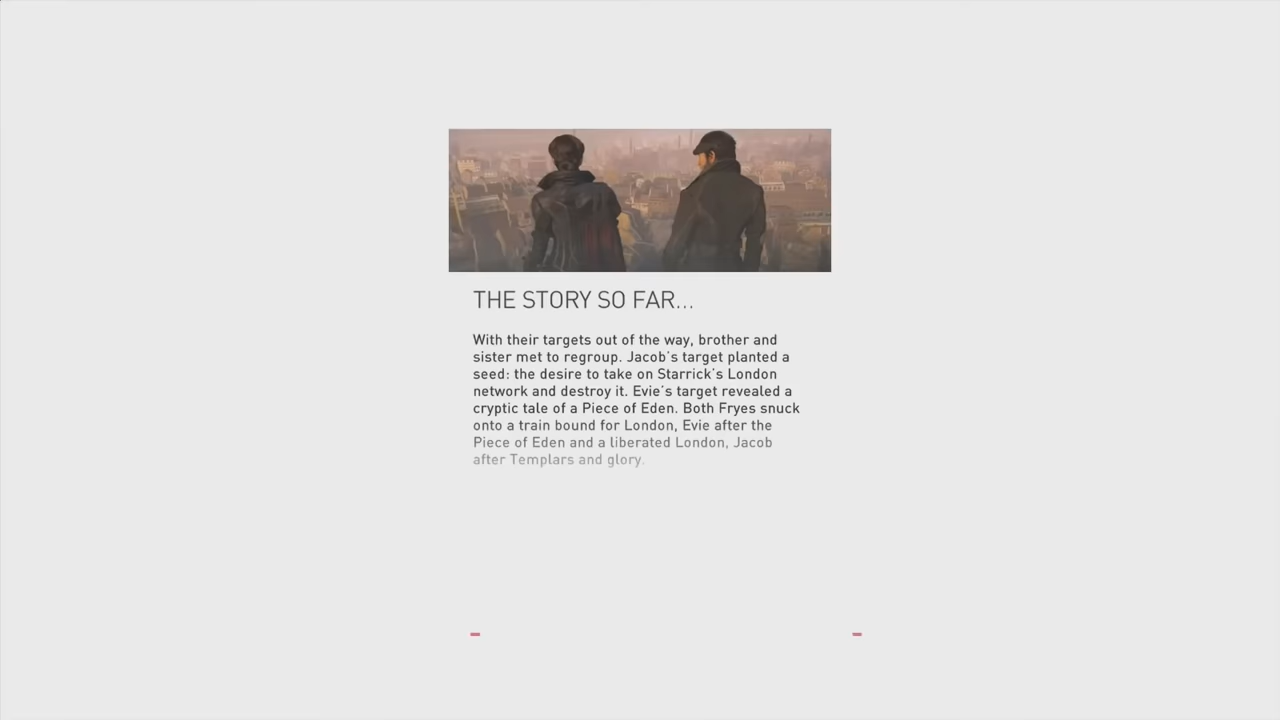 THE STORY SO FAR...
With their targets out of the way, brother and
sister met to regroup. Jacob's target planted a
seed: the desire to take on Starrick's London
network and destroy it. Evie's target revealed a
cryptic tale of a Piece of Eden. Both Fryes snuck
onto a train bound for London, Evie after the
Piece of Eden and a liberated London, Jacob
after Templars and glory.